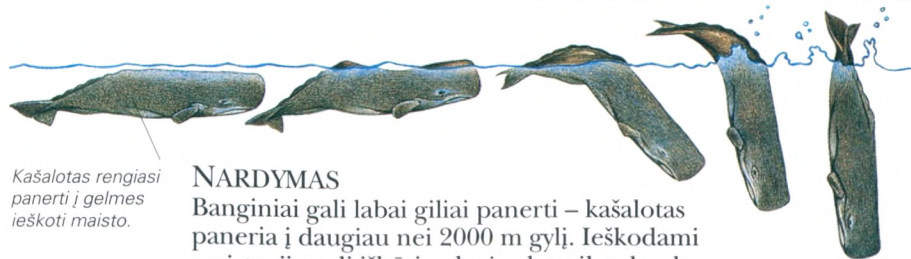 Kašalotas rengiasi
panerti į gelmes
ieškoti maisto.
NARDYMAS
Banginiai gali labai giliai panerti – kašalotas
paneria į daugiau nei 2000 m gylį. Ieškodami